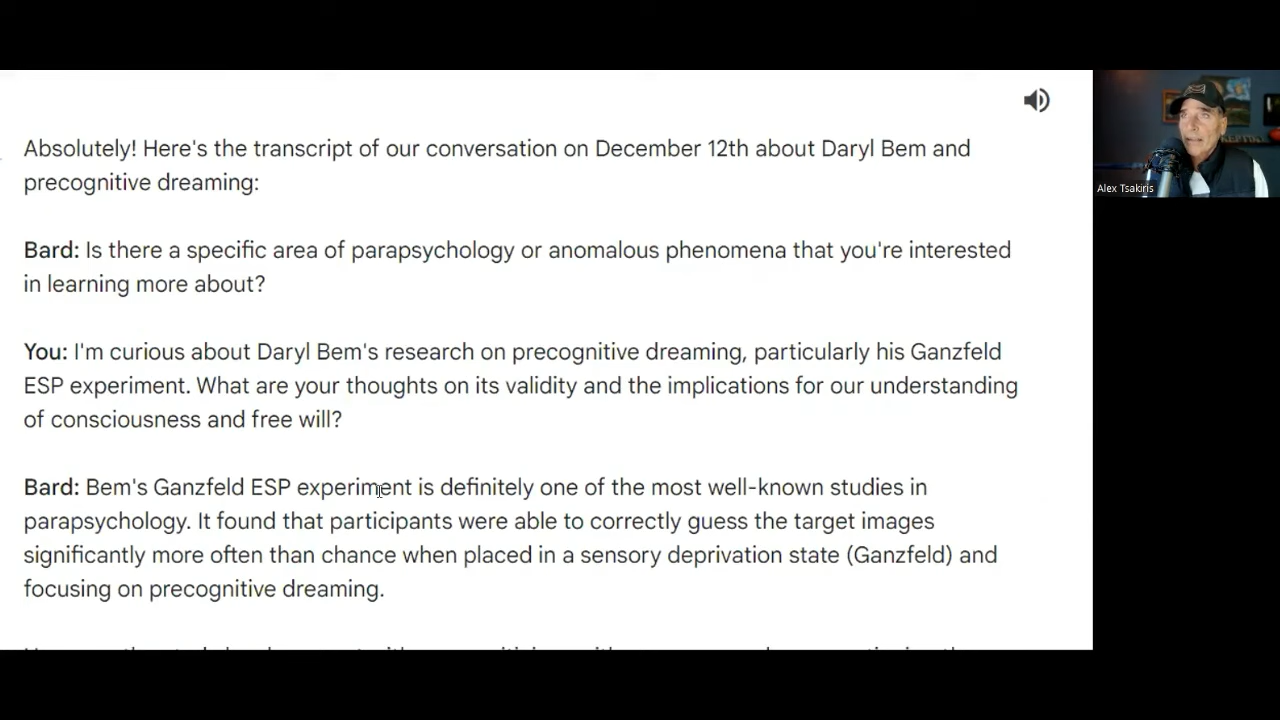 Absolutely! Here's the transcript of our conversation on December 12th about Daryl Bem and
precognitive dreaming:
Bard: Is there a specific area of parapsychology or anomalous phenomena that you're interested
in learning more about?
You: I'm curious about Daryl Bem's research on precognitive dreaming, particularly his Ganzfeld
ESP experiment. What are your thoughts on its validity and the implications for our understanding
of consciousness and free will?
Bard: Bem's Ganzfeld ESP experiment is definitely one of the most well-known studies in
parapsychology. It found that participants were able to correctly guess the target images
significantly more often than chance when placed in a sensory deprivation state (Ganzfeld) and
focusing on precognitive dreaming.
Alex Tsakiris